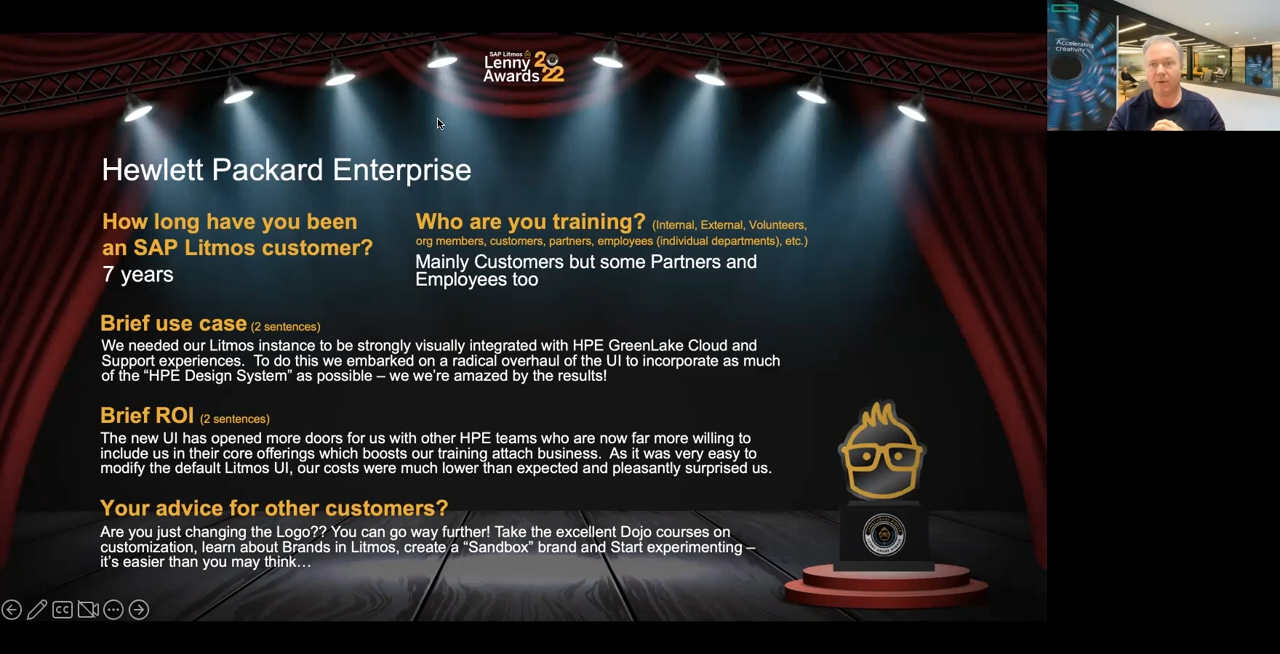 SAP Litmos
Lenny
Awards
2022
Accelerating
creativity
Hewlett Packard Enterprise
How long have you been
an SAP Litmos customer?
7 years
Who are you training? (Internal, External, Volunteers,
org members, customers, partners, employees (individual departments), etc.)
Mainly Customers but some Partners and
Employees too
Brief use case (2 sentences)
We needed our Litmos instance to be strongly visually integrated with HPE GreenLake Cloud and
Support experiences.  To do this we embarked on a radical overhaul of the UI to incorporate as much
of the “HPE Design System” as possible – we we’re amazed by the results!
Brief ROI (2 sentences)
The new UI has opened more doors for us with other HPE teams who are now far more willing to
include us in their core offerings which boosts our training attach business.  As it was very easy to
modify the default Litmos UI, our costs were much lower than expected and pleasantly surprised us.
Your advice for other customers?
Are you just changing the Logo?? You can go way further! Take the excellent Dojo courses on
customization, learn about Brands in Litmos, create a “Sandbox” brand and Start experimenting –
it’s easier than you may think…
CC